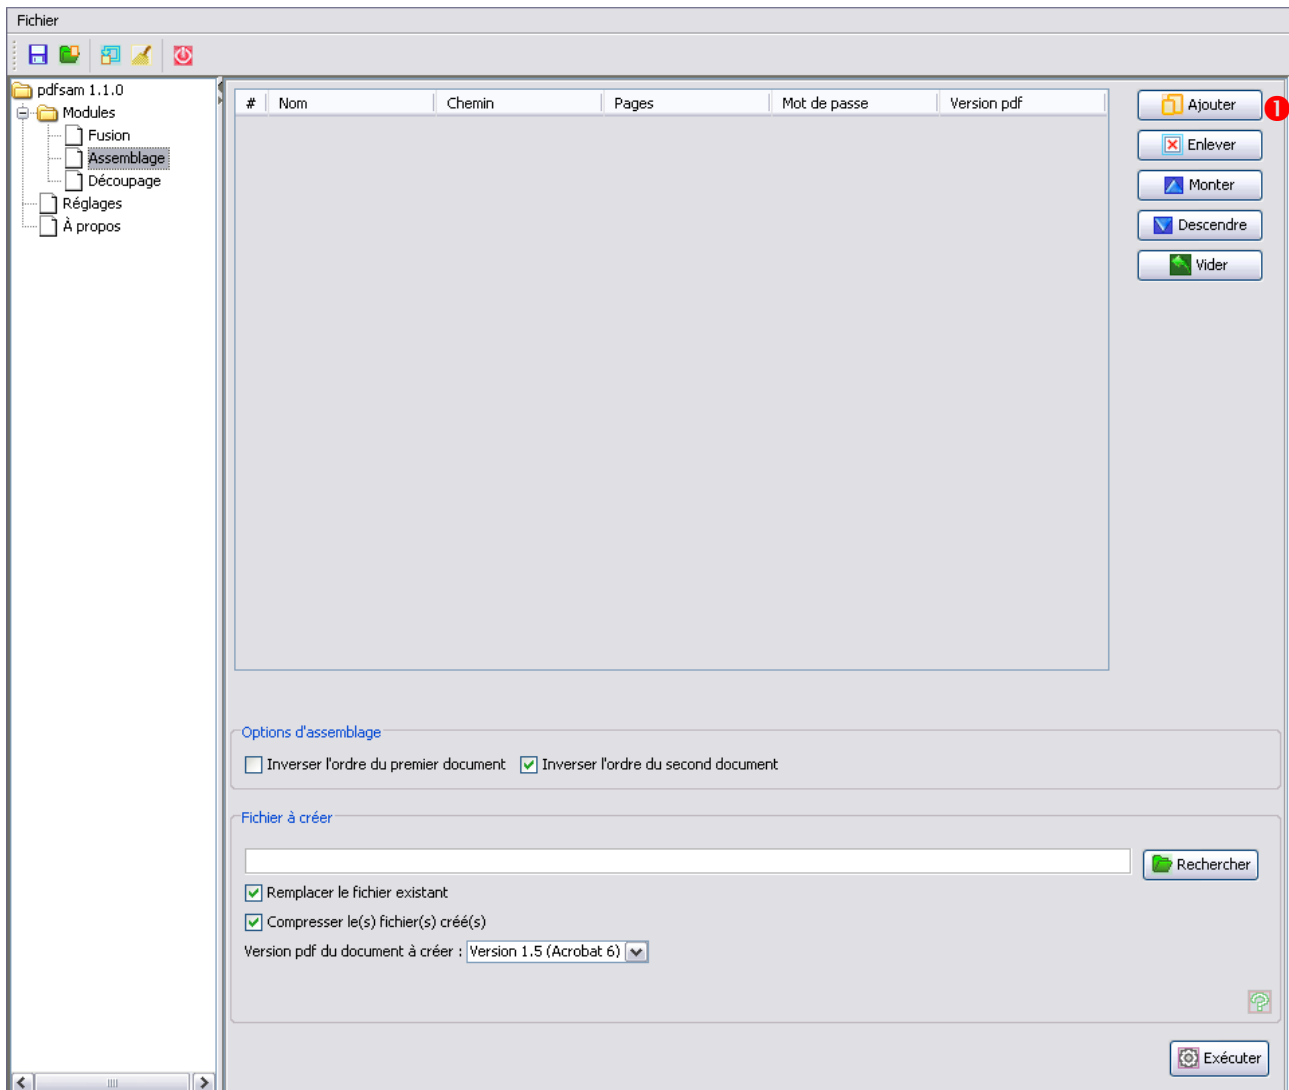 Fichier
pdfsam 1.1.0
Modules
Fusion
Assemblage
Découpage
Réglages
À propos
# Nom Chemin Pages Mot de passe Version pdf
Ajouter 1
Enlever
Monter
Descendre
Vider
Options d'assemblage
Inverser l'ordre du premier document Inverser l'ordre du second document
Fichier à créer
Rechercher
Remplacer le fichier existant
Compresser le(s) fichier(s) créé(s)
Version pdf du document à créer : Version 1.5 (Acrobat 6)
Exécuter